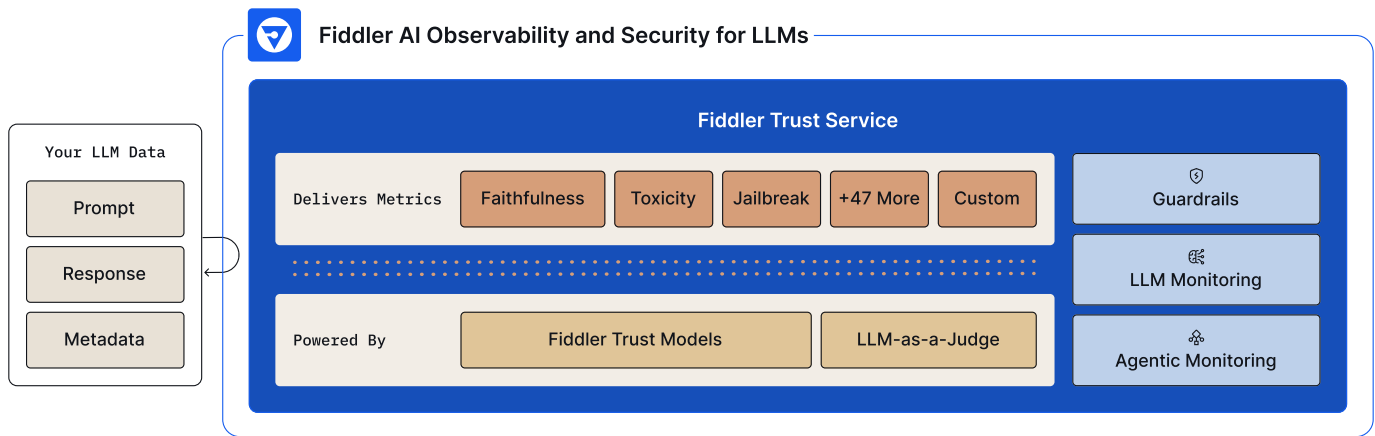 Fiddler AI Observability and Security for LLMs
Fiddler Trust Service
Your LLM Data
Prompt
Response
Metadata
Delivers Metrics
Faithfulness
Toxicity
Jailbreak
+47 More
Custom
Powered By
Fiddler Trust Models
LLM-as-a-Judge
Guardrails
LLM Monitoring
Agentic Monitoring